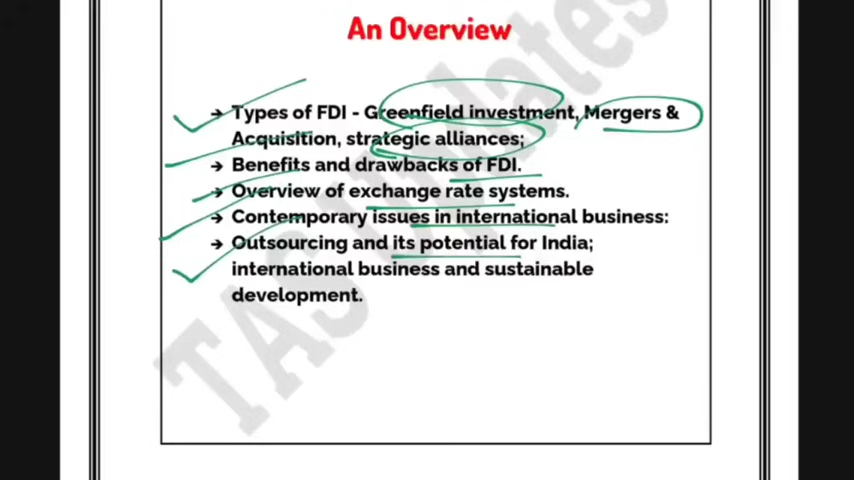 An Overview
→ Types of FDI - Greenfield investment, Mergers &
Acquisition, strategic alliances;
→ Benefits and drawbacks of FDI.
→ Overview of exchange rate systems.
→ Contemporary issues in international business:
→ Outsourcing and its potential for India;
international business and sustainable
development.